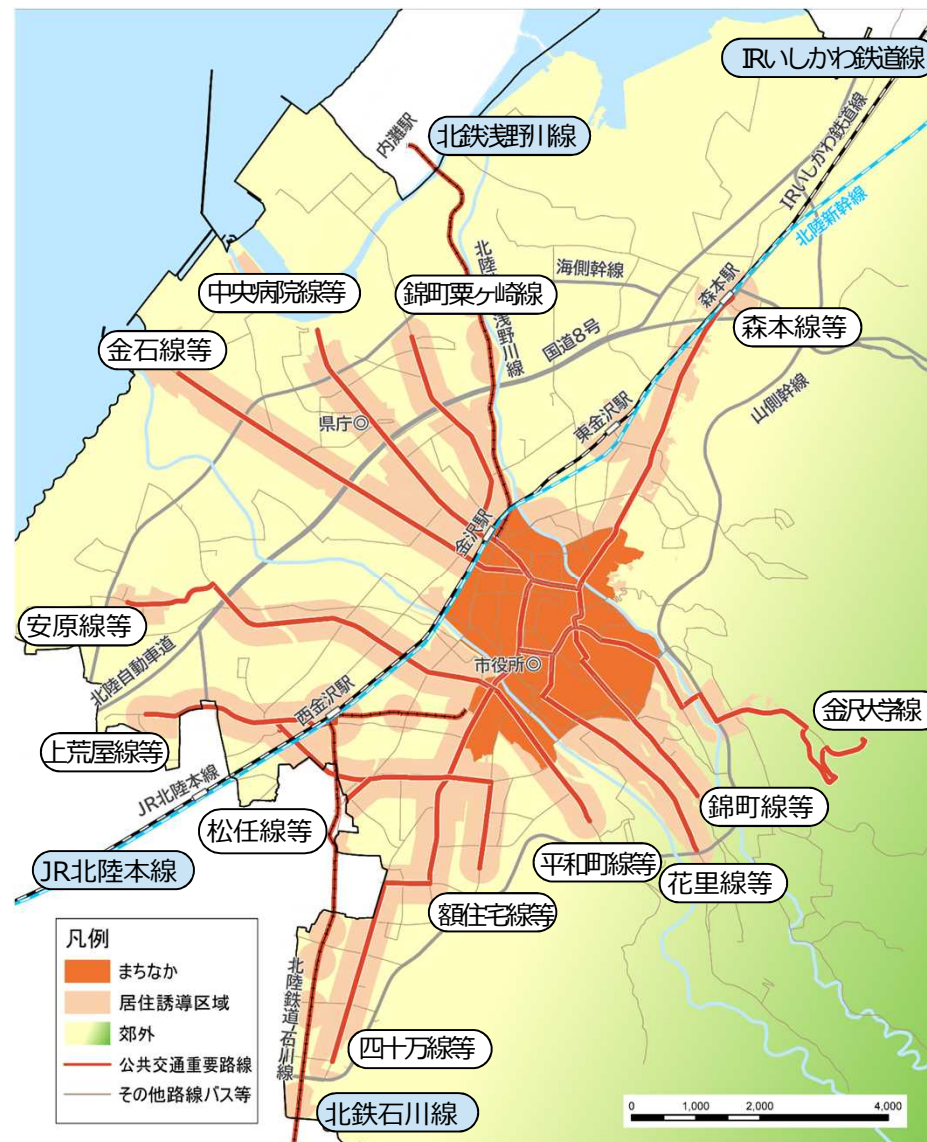 IRいしかわ鉄道線
内灘駅
北鉄浅野川線
IRいしかわ鉄道線
北陸新幹線
中央病院線等
錦町粟ヶ崎線
海側幹線
森本駅
北陸
浅野川線
金石線等
国道8号
森本線等
山側幹線
県庁◎
東金沢駅
金沢駅
安原線等
市役所◎
北陸自動車道
西金沢駅
金沢大学線
上荒屋線等
JR北陸本線
松任線等
錦町線等
平和町線等
JR北陸本線
花里線等
額住宅線等
凡例
まちなか
居住誘導区域
郊外
公共交通重要路線
その他路線バス等
北陸鉄道石川線
四十万線等
北鉄石川線
0 1,000 2,000 4,000